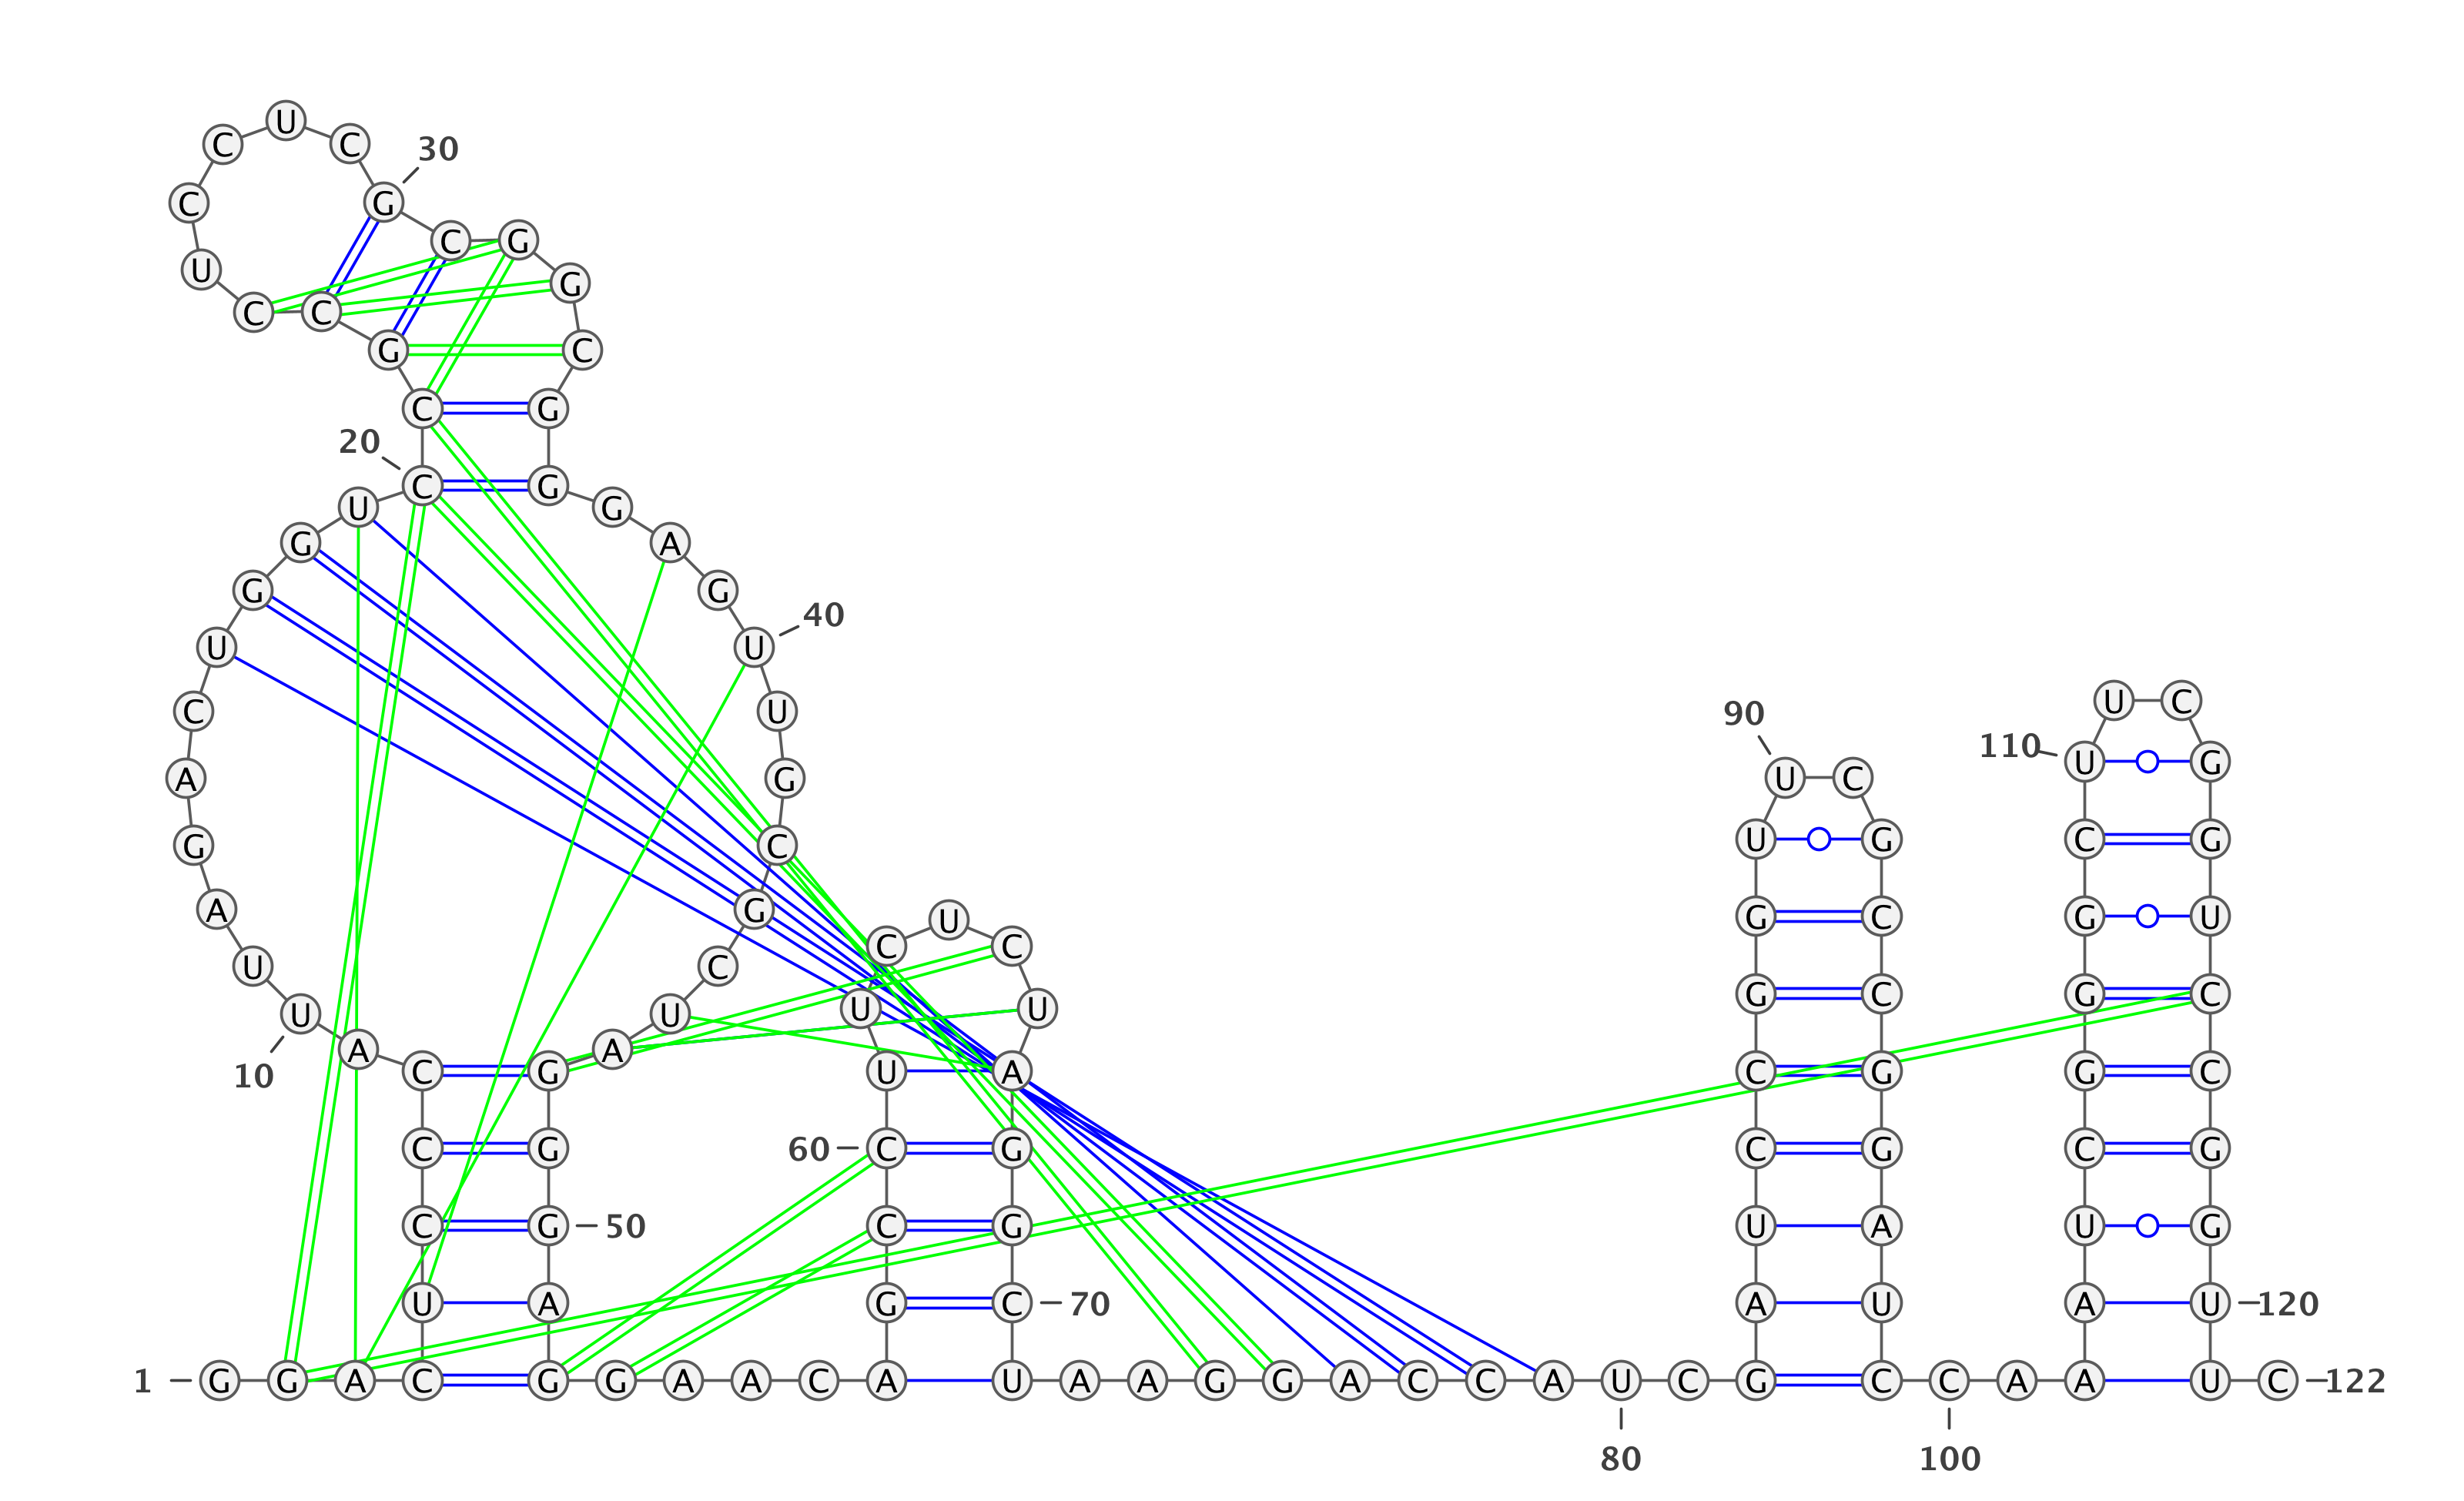 U
C C 30
C G
C G
U G
C C
G C
C G
20
C G
U G
G A
G G
40
U U
U C
90
C U
110
U G
A G U C
U G C G
G C
A G C U C G C G U
U C
G C G C
U U U U
A A
C G U A C G G C
10
C G 60 C G C G C G
C G 50 C G U A U G
U A G C 70 A U A U 120
1 G G A C G G A A C A U A A G G A C C A U C G C C A A U C 122
80 100